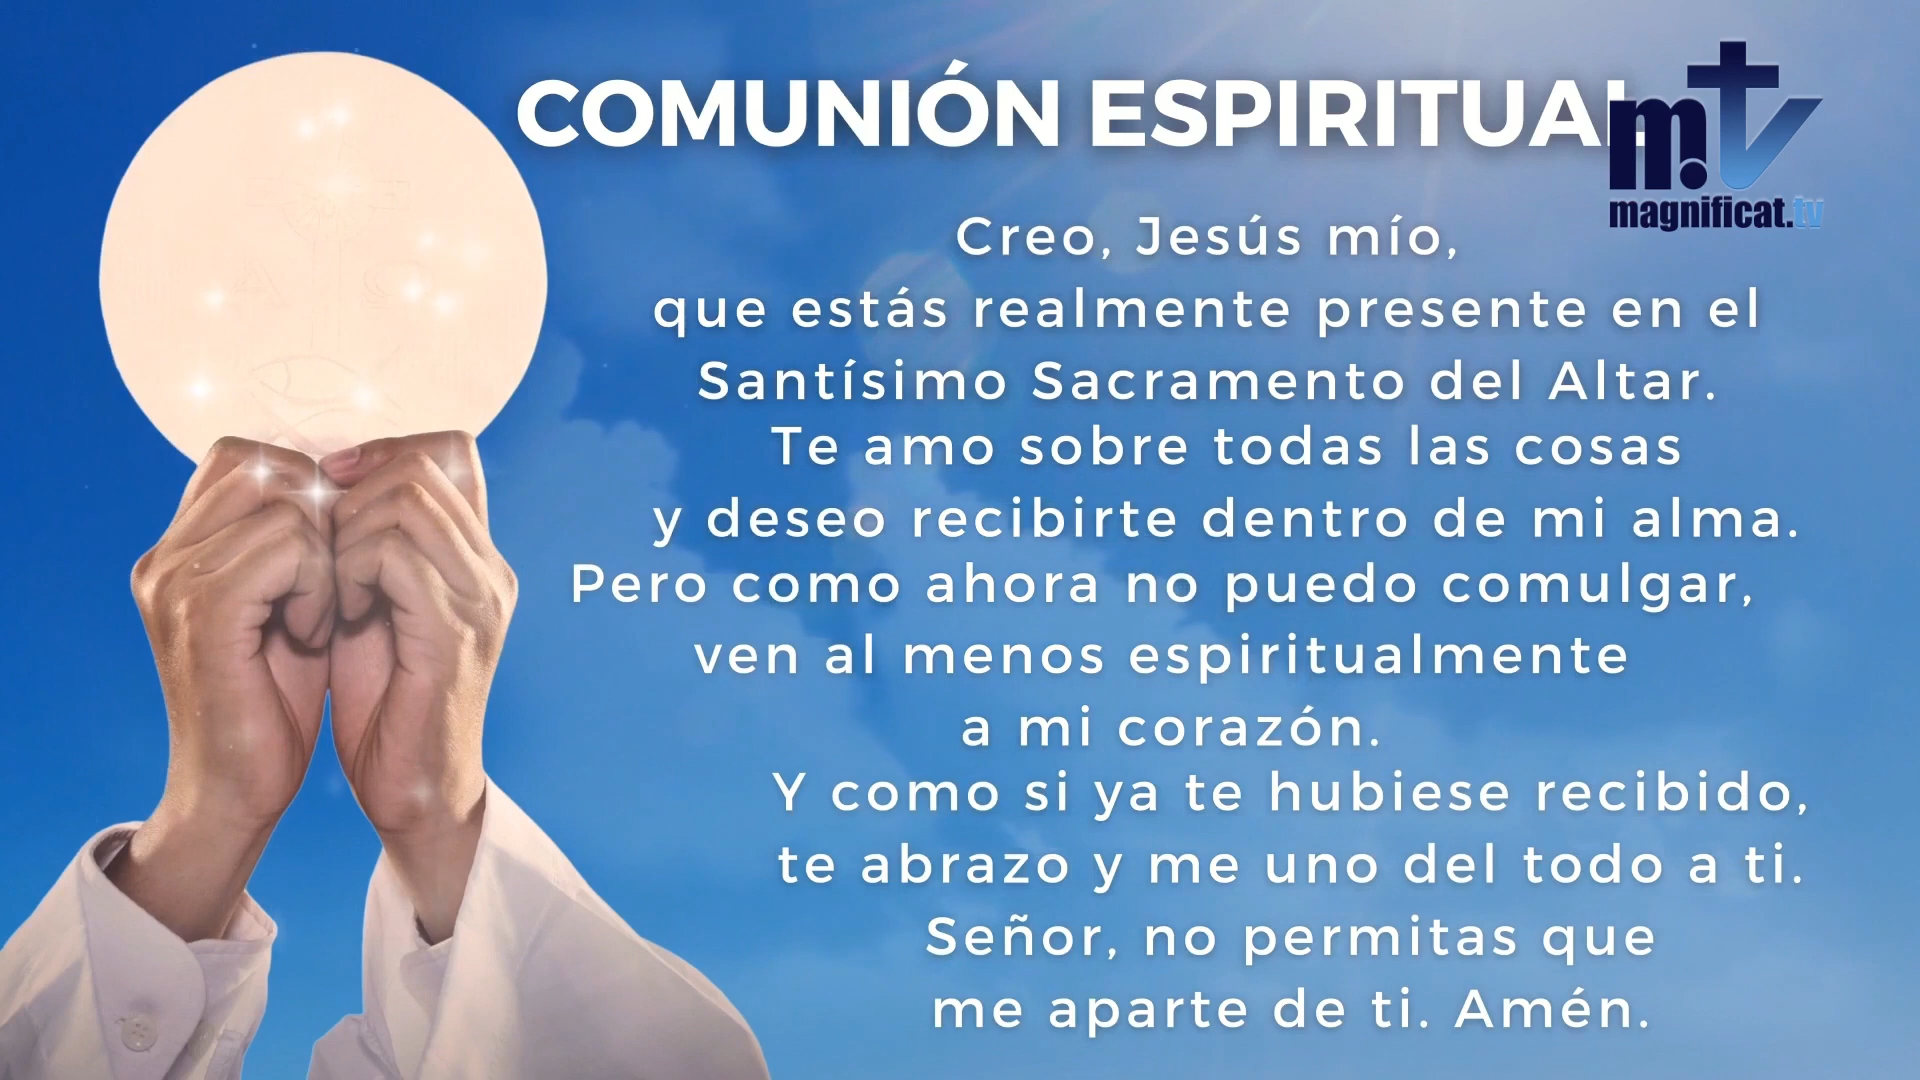 COMUNIÓN ESPIRITUAL
mtv
magnificat.tv
Creo, Jesús mío,
que estás realmente presente en el
Santísimo Sacramento del Altar.
Te amo sobre todas las cosas
y deseo recibirte dentro de mi alma.
Pero como ahora no puedo comulgar,
ven al menos espiritualmente
a mi corazón.
Y como si ya te hubiese recibido,
te abrazo y me uno del todo a ti.
Señor, no permitas que
me aparte de ti. Amén.